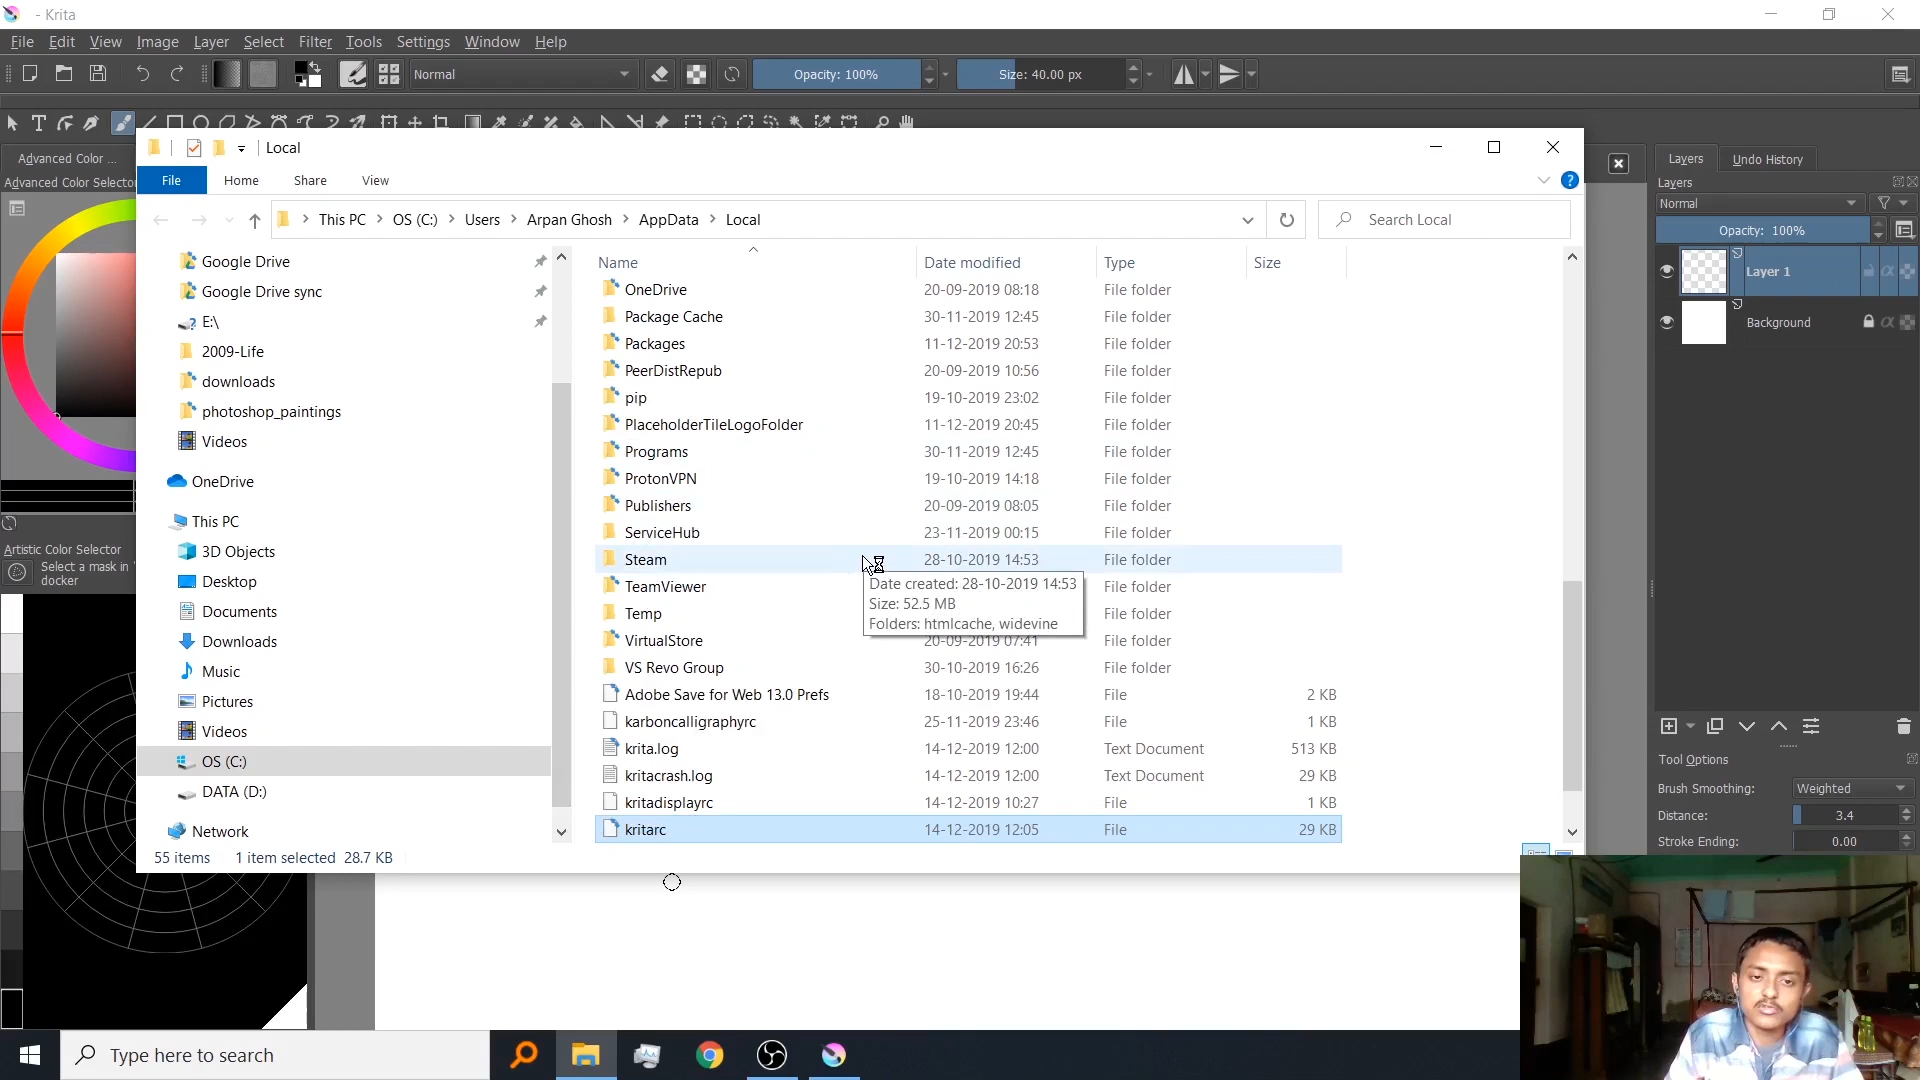 - Krita
File Edit View Image Layer Select Filter Tools Settings Window Help
Normal
Opacity: 100%
Size: 40.00 px
Advanced Color ...
Advanced Color Selector
Local
File Home Share View
This PC > OS (C:) > Users > Arpan Ghosh > AppData > Local
Search Local
Google Drive
Google Drive sync
E:\
2009-Life
downloads
photoshop_paintings
Videos
OneDrive
This PC
3D Objects
Desktop
Documents
Downloads
Music
Pictures
Videos
OS (C:)
DATA (D:)
Network
Name Date modified Type Size
OneDrive 20-09-2019 08:18 File folder
Package Cache 30-11-2019 12:45 File folder
Packages 11-12-2019 20:53 File folder
PeerDistRepub 20-09-2019 10:56 File folder
pip 19-10-2019 23:02 File folder
PlaceholderTileLogoFolder 11-12-2019 20:45 File folder
Programs 30-11-2019 12:45 File folder
ProtonVPN 19-10-2019 14:18 File folder
Publishers 20-09-2019 08:05 File folder
ServiceHub 23-11-2019 00:15 File folder
Steam 28-10-2019 14:53 File folder
TeamViewer File folder
Temp File folder
VirtualStore 20-09-2019 07:41 File folder
VS Revo Group 30-10-2019 16:26 File folder
Adobe Save for Web 13.0 Prefs 18-10-2019 19:44 File 2 KB
karboncalligraphyrc 25-11-2019 23:46 File 1 KB
krita.log 14-12-2019 12:00 Text Document 513 KB
kritacrash.log 14-12-2019 12:00 Text Document 29 KB
kritadisplayrc 14-12-2019 10:27 File 1 KB
kritarc 14-12-2019 12:05 File 29 KB
Date created: 28-10-2019 14:53
Size: 52.5 MB
Folders: htmlcache, widevine
55 items 1 item selected 28.7 KB
Artistic Color Selector
Select a mask in
docker
Layers Undo History
Layers
Normal
Opacity: 100%
Layer 1
Background
Tool Options
Brush Smoothing: Weighted
Distance: 3.4
Stroke Ending: 0.00
Type here to search